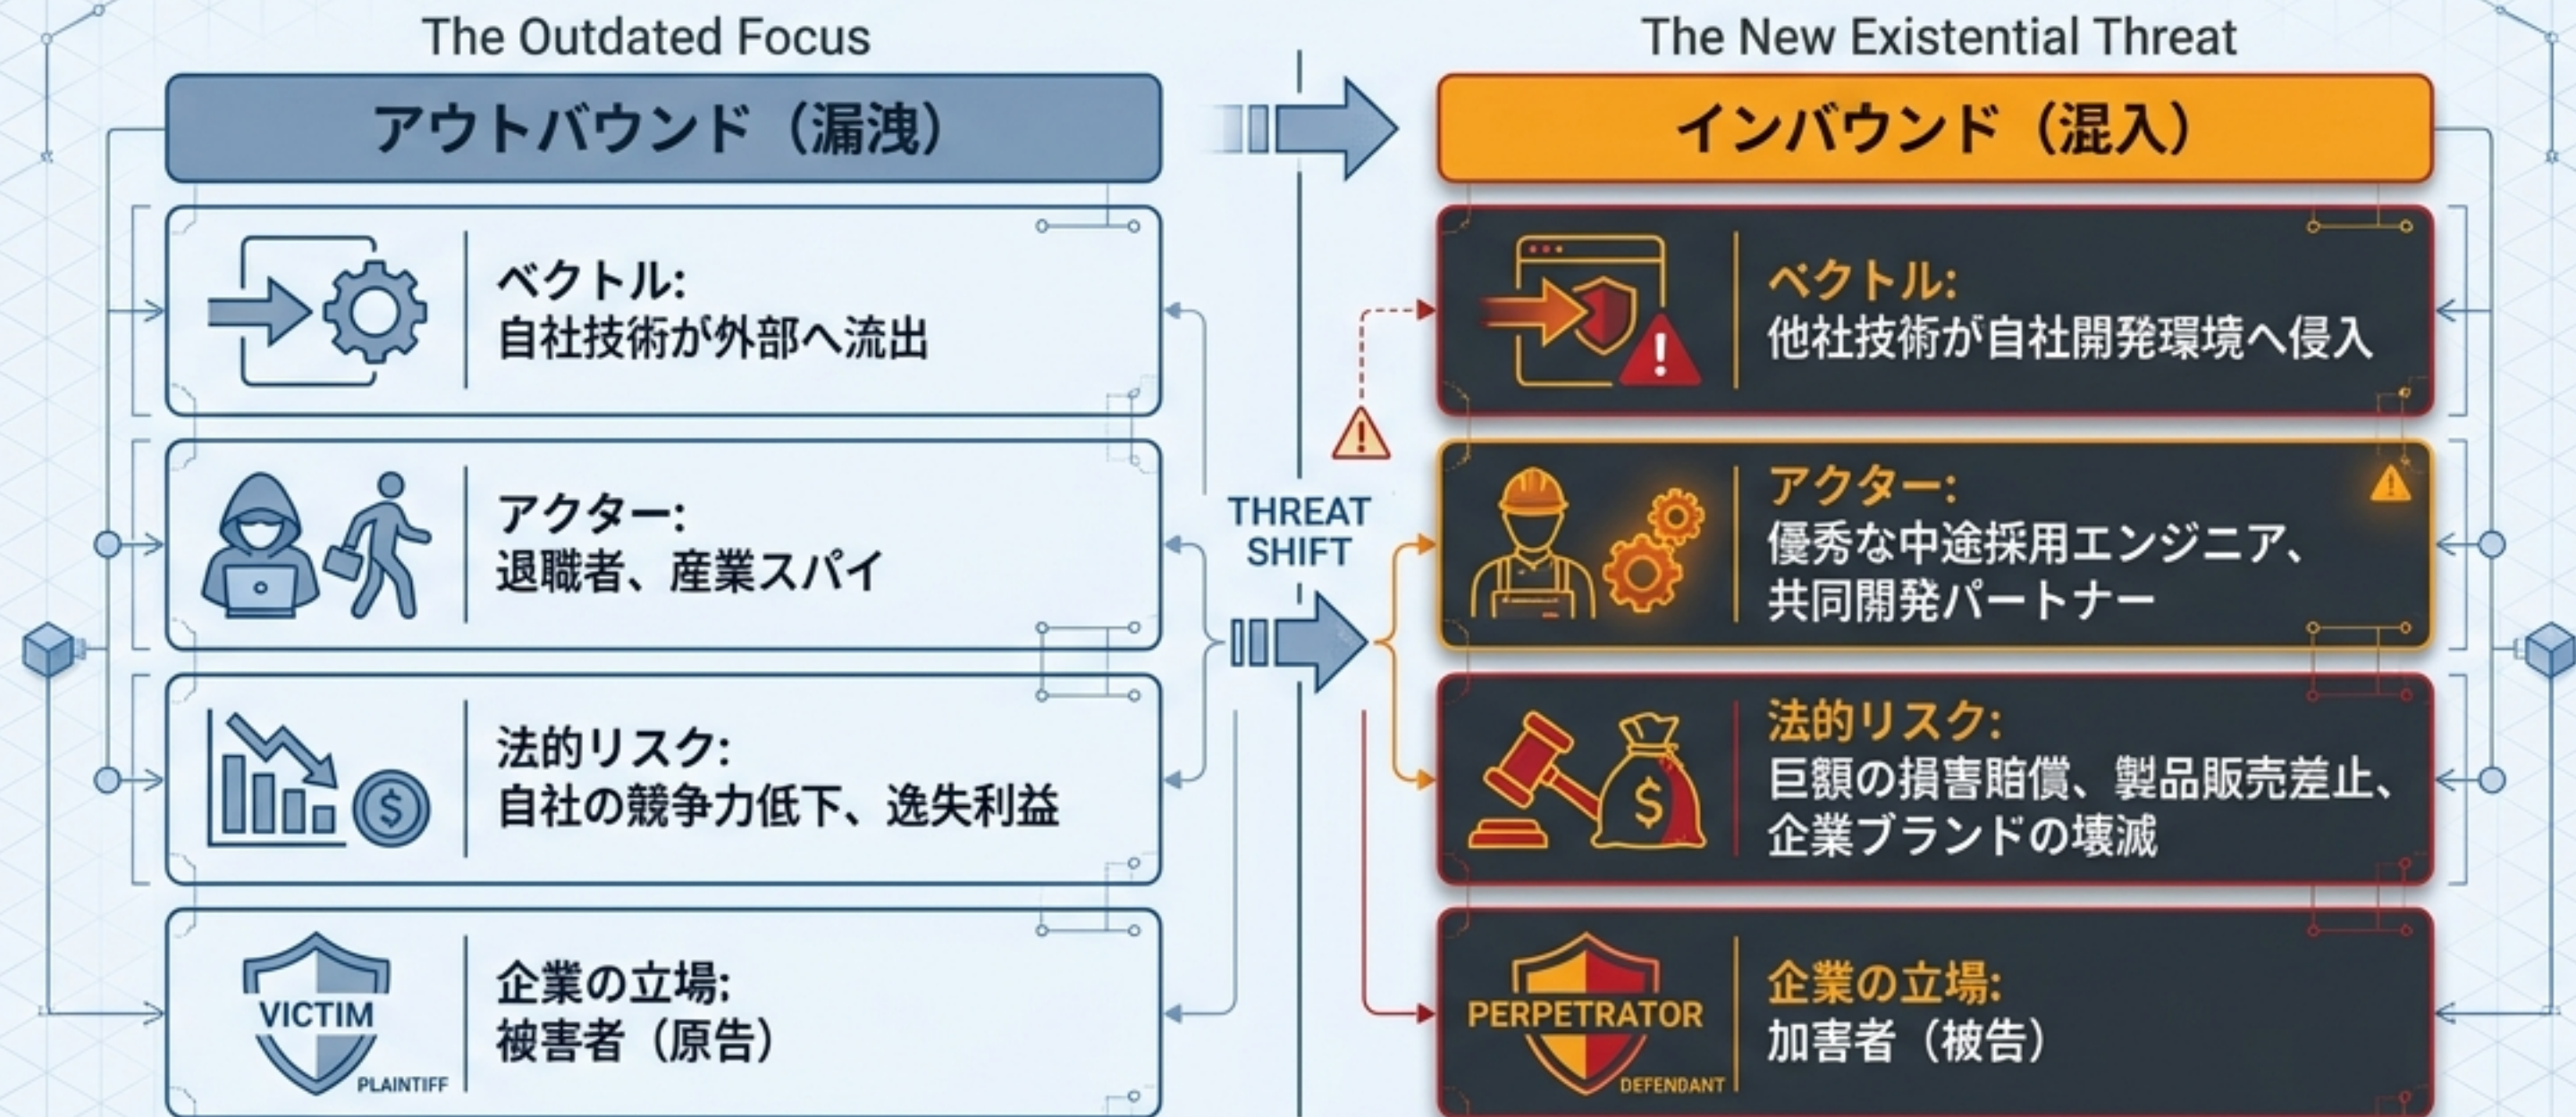 The Outdated Focus
アウトバウンド（漏洩）
ベクトル:
自社技術が外部へ流出
アクター:
退職者、産業スパイ
法的リスク:
自社の競争力低下、逸失利益
VICTIM
PLAINTIFF
企業の立場:
被害者（原告）
THREAT
SHIFT
The New Existential Threat
インバウンド（混入）
ベクトル:
他社技術が自社開発環境へ侵入
アクター:
優秀な中途採用エンジニア、
共同開発パートナー
法的リスク:
巨額の損害賠償、製品販売差止、
企業ブランドの壊滅
PERPETRATOR
DEFENDANT
企業の立場:
加害者（被告）